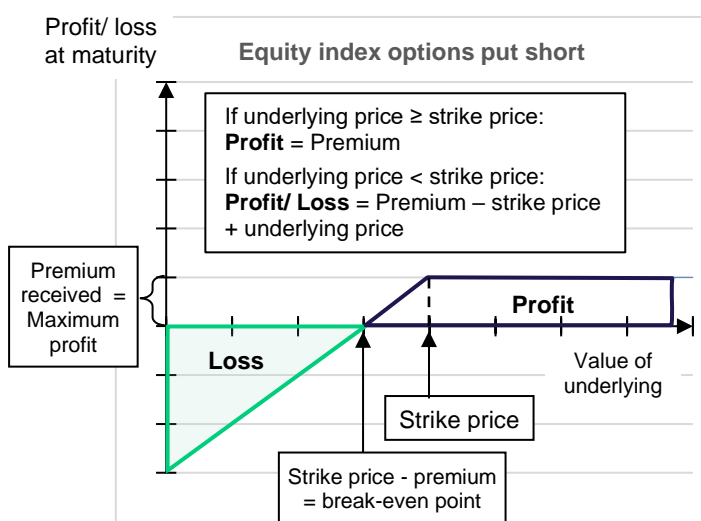 Profit/ loss
at maturity
Equity index options put short
If underlying price ≥ strike price:
Profit = Premium
If underlying price < strike price:
Profit/ Loss = Premium – strike price
+ underlying price
Premium
received =
Maximum
profit
Profit
Loss
Value of
underlying
Strike price
Strike price - premium
= break-even point